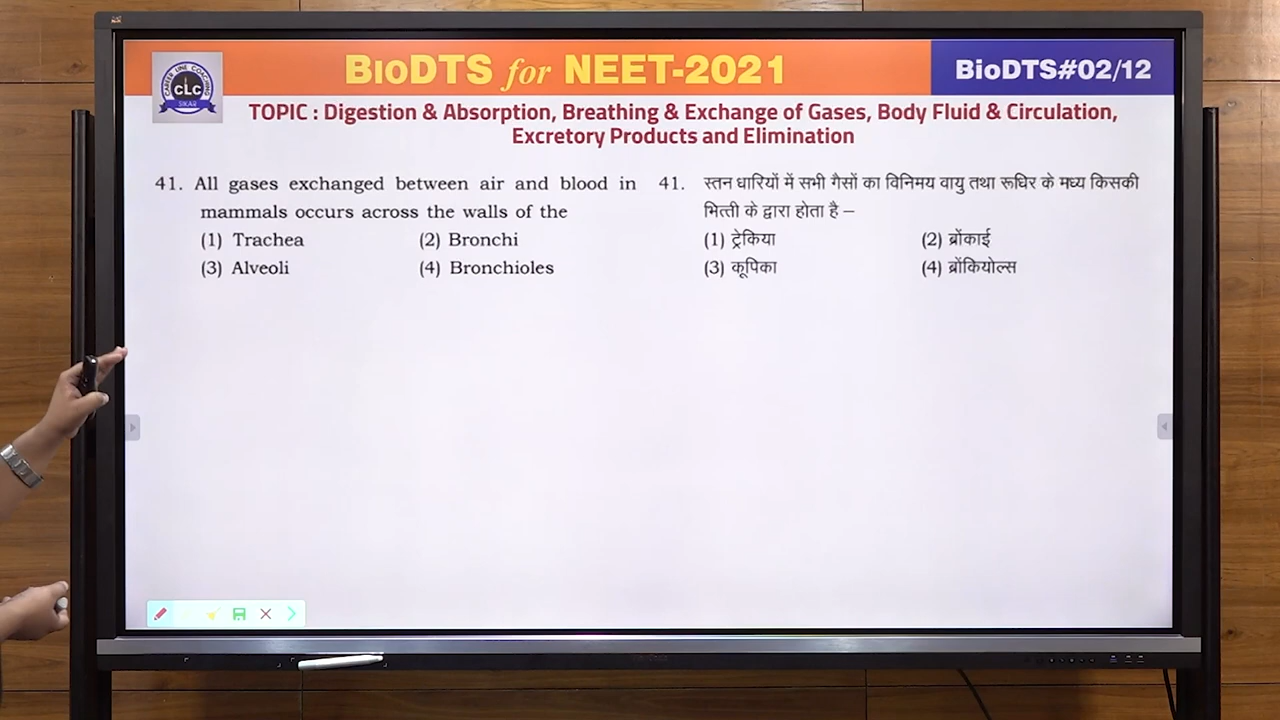 BIODTS for NEET-2021
BioDTS#02/12
CAREER LINE COACHING
CLC
SIKAR
TOPIC : Digestion & Absorption, Breathing & Exchange of Gases, Body Fluid & Circulation,
Excretory Products and Elimination
41. All gases exchanged between air and blood in
mammals occurs across the walls of the
(1) Trachea (2) Bronchi
(3) Alveoli (4) Bronchioles
41. स्तन धारियों में सभी गैसों का विनिमय वायु तथा रूधिर के मध्य किसकी
भित्ती के द्वारा होता है –
(1) ट्रेकिया (2) ब्रोंकाई
(3) कूपिका (4) ब्रोंकियोल्स